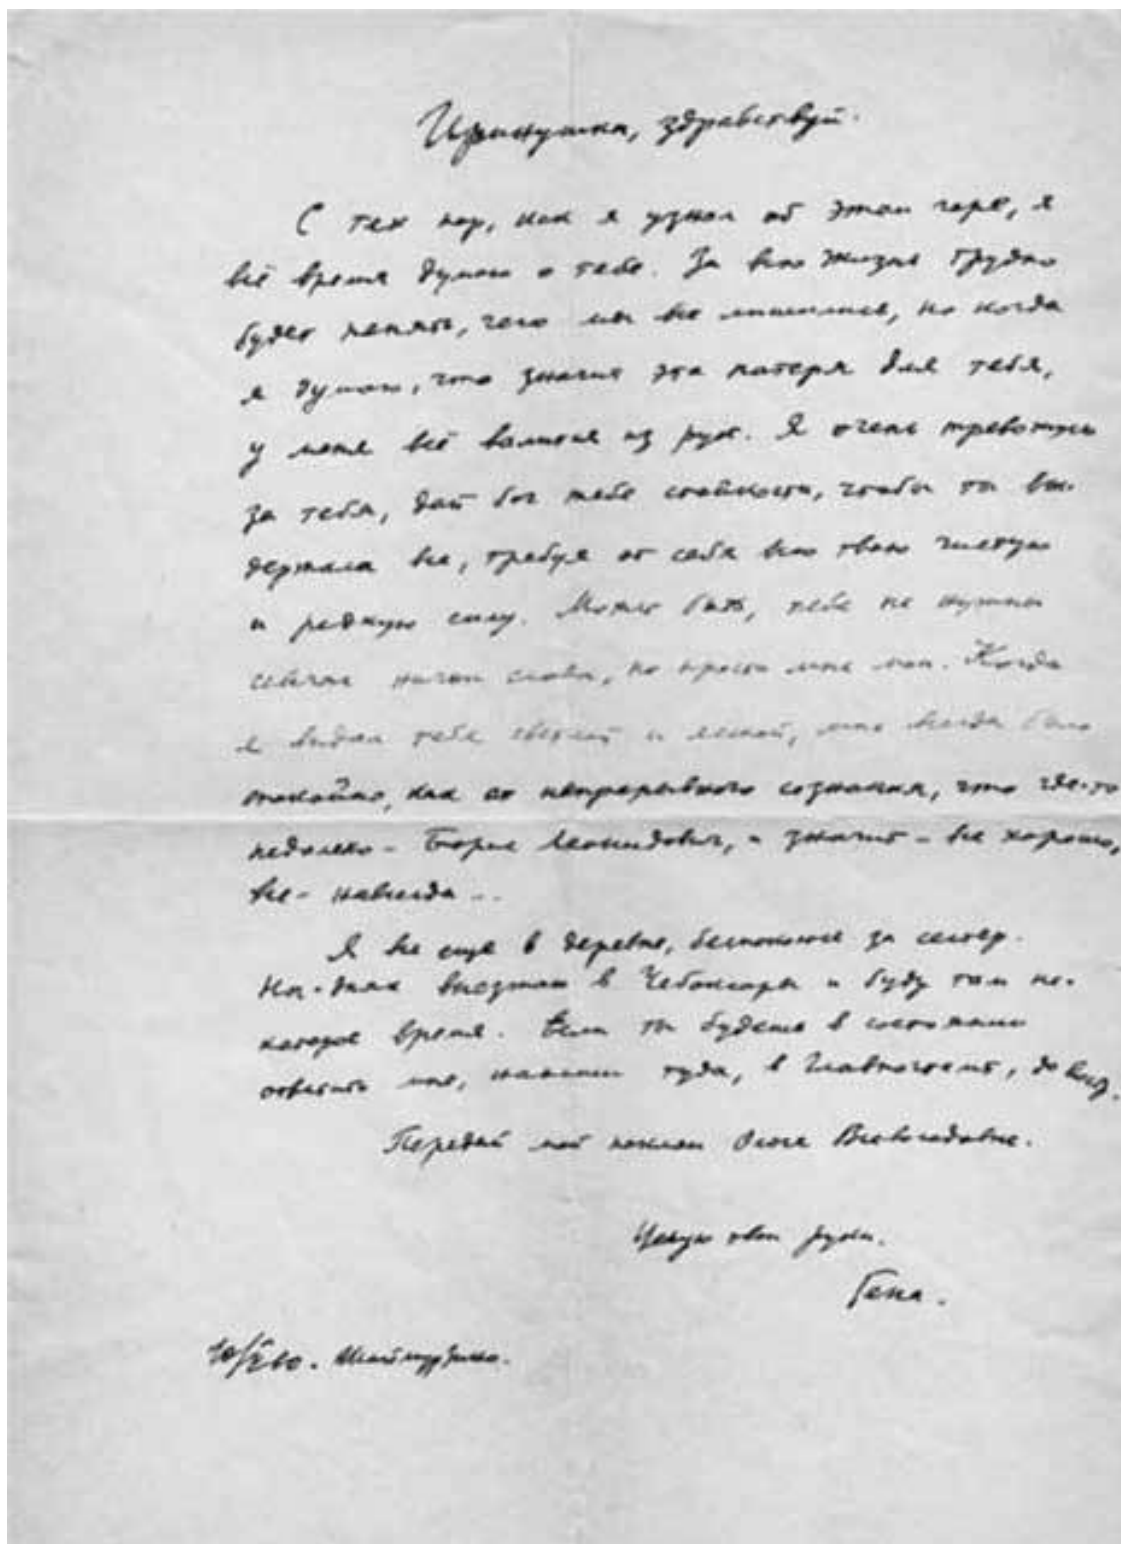 Иринушка, здравствуй.
С тех пор, как я узнал об этом горе, я
всё время думаю о тебе. За всю жизнь трудно
будет понять, чего мы все лишились, но когда
я думаю, что значит эта потеря для тебя,
у меня всё валится из рук. Я очень тревожусь
за тебя, дай бог тебе стойкости, чтобы ты вы-
держала все, требуя от себя всю твою чистую
и редкую силу. Может быть, тебе не нужны
сейчас ничьи слова, но прости мне мои. Когда
я видел тебя светлой и ясной, мне всегда было
спокойно, как от непрерывного сознания, что где-то
недалеко - Борис Леонидович, и значит - все хорошо,
все - навсегда...
Я все еще в деревне, беспокоюсь за сестер.
На-днях выезжаю в Чебоксары и буду там не-
которое время. Если ты будешь в состоянии
ответить мне, напиши туда, в Главпочтамт, до вост.
Передай мой поклон Ольге Всеволодовне.
Целую твои руки.
Гена.
Шаймурзино.